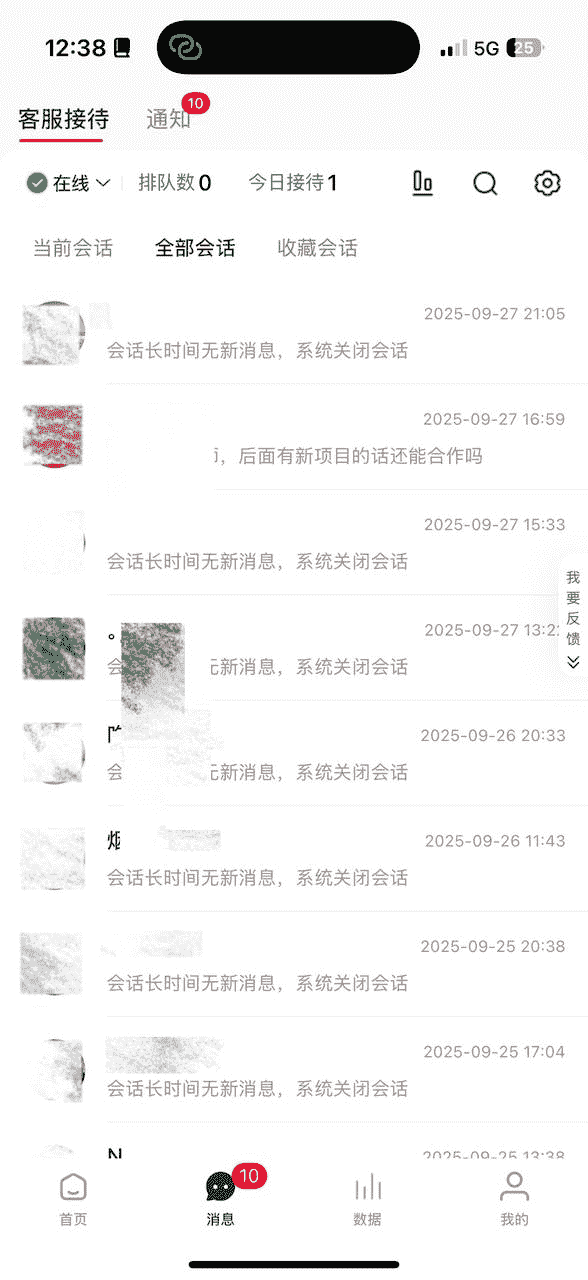 12:38 5G 25
客服接待 通知 10
在线 排队数 0 今日接待 1
当前会话 全部会话 收藏会话
2025-09-27 21:05
会话长时间无新消息，系统关闭会话
2025-09-27 16:59
，后面有新项目的话还能合作吗
2025-09-27 15:33
会话长时间无新消息，系统关闭会话
我要反馈
。 2025-09-27 13:2
会 无新消息，系统关闭会话
2025-09-26 20:33
会 无新消息，系统关闭会话
烟 2025-09-26 11:43
会话长时间无新消息，系统关闭会话
2025-09-25 20:38
会话长时间无新消息，系统关闭会话
2025-09-25 17:04
会话长时间无新消息，系统关闭会话
N 2025-09-25 13:38
10
首页 消息 数据 我的